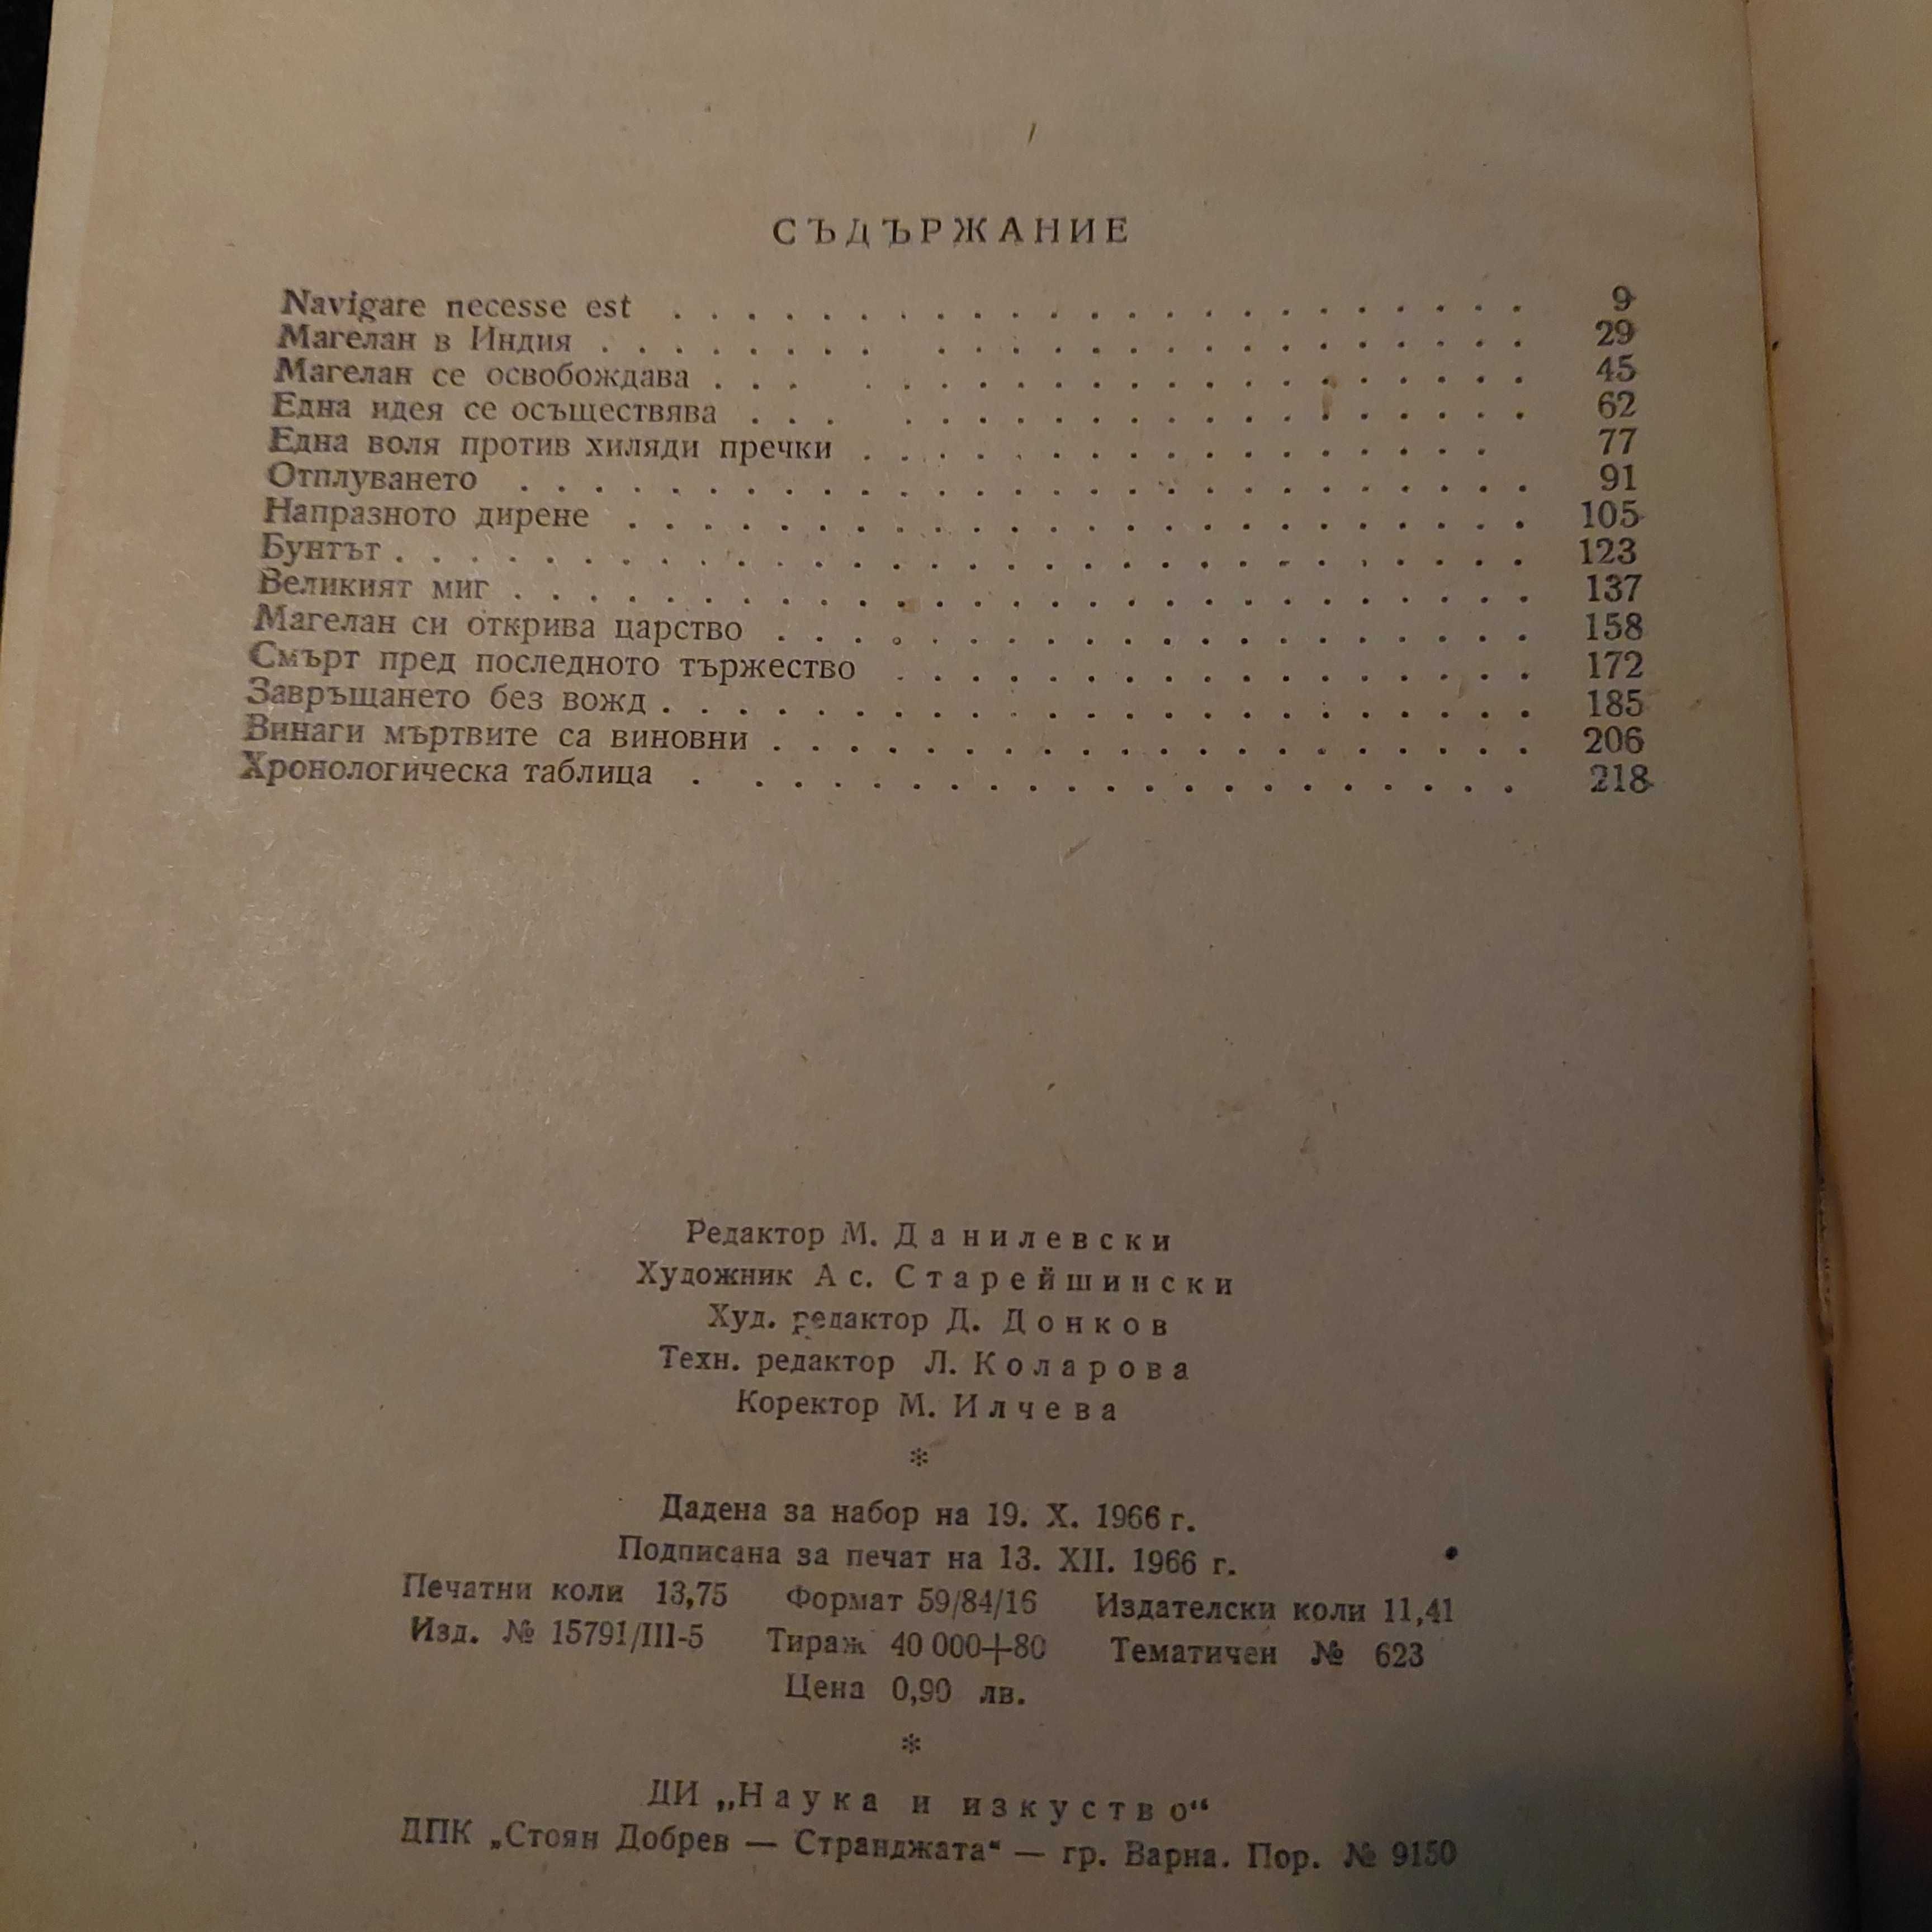 СЪДЪРЖАНИЕ
Navigare necesse est . . . . . . . . . . . . . . . . . . . . . . . 9
Магелан в Индия . . . . . . . . . . . . . . . . . . . . . . . . 29
Магелан се освобождава . . . . . . . . . . . . . . . . . . . . . 45
Една идея се осъществява . . . . . . . . . . . . . . . . . . . . 62
Една воля против хиляди пречки . . . . . . . . . . . . . . . . . 77
Отплуването . . . . . . . . . . . . . . . . . . . . . . . . . . . 91
Напразното дирене . . . . . . . . . . . . . . . . . . . . . . . . 105
Бунтът . . . . . . . . . . . . . . . . . . . . . . . . . . . . . . 123
Великият миг . . . . . . . . . . . . . . . . . . . . . . . . . . . 137
Магелан си открива царство . . . . . . . . . . . . . . . . . . . . 158
Смърт пред последното тържество . . . . . . . . . . . . . . . . . 172
Завръщането без вожд . . . . . . . . . . . . . . . . . . . . . . . 185
Винаги мъртвите са виновни . . . . . . . . . . . . . . . . . . . . 206
Хронологическа таблица . . . . . . . . . . . . . . . . . . . . . . 218
Редактор М. Данилевски
Художник Ас. Старейшински
Худ. редактор Д. Донков
Техн. редактор Л. Коларова
Коректор М. Илчева
*
Дадена за набор на 19. X. 1966 г.
Подписана за печат на 13. XII. 1966 г.
Печатни коли 13,75 Формат 59/84/16 Издателски коли 11,41
Изд. № 15791/III-5 Тираж 40 000+80 Тематичен № 623
Цена 0,90 лв.
*
ДИ „Наука и изкуство“
ДПК „Стоян Добрев — Странджата“ — гр. Варна. Пор. № 9150